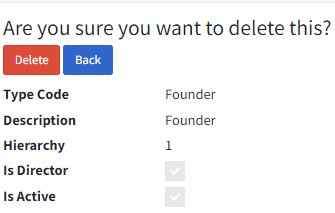 Are you sure you want to delete this?
Delete Back
Type Code Founder
Description Founder
Hierarchy 1
Is Director
Is Active